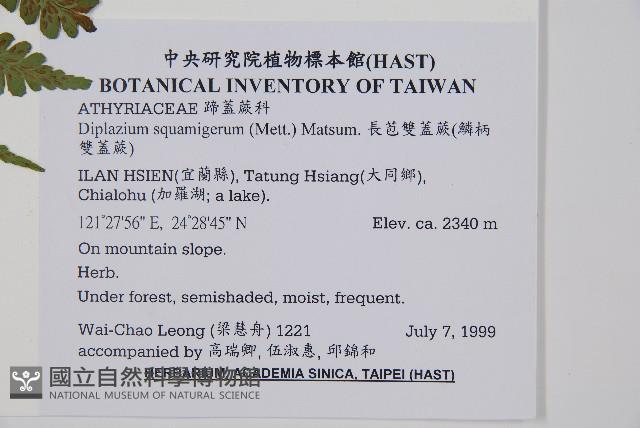 中央研究院植物標本館(HAST)
BOTANICAL INVENTORY OF TAIWAN
ATHYRIACEAE 蹄蓋蕨科
Diplazium squamigerum (Mett.) Matsum. 長苞雙蓋蕨(鱗柄
雙蓋蕨)
ILAN HSIEN(宜蘭縣), Tatung Hsiang(大同鄉),
Chialohu (加羅湖; a lake).
121°27'56" E, 24°28'45" N Elev. ca. 2340 m
On mountain slope.
Herb.
Under forest, semishaded, moist, frequent.
Wai-Chao Leong (梁慧舟) 1221 July 7, 1999
accompanied by 高瑞卿, 伍淑惠, 邱錦和
HERBARIUM, ACADEMIA SINICA, TAIPEI (HAST)
國立自然科學博物館
NATIONAL MUSEUM OF NATURAL SCIENCE